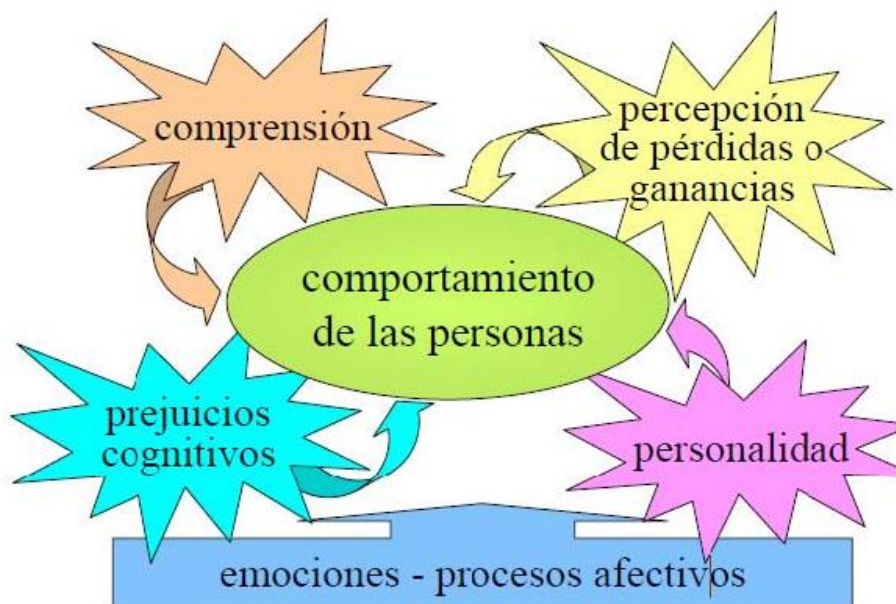 comprensión
percepción
de pérdidas o
ganancias
comportamiento
de las personas
prejuicios
cognitivos
personalidad
emociones - procesos afectivos